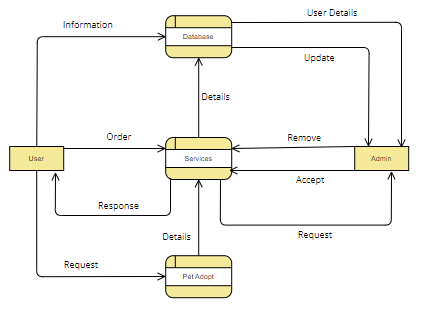 User Details
Information
Database
Update
Details
Order
Remove
User
Services
Admin
Accept
Response
Details
Request
Request
Pet Adopt